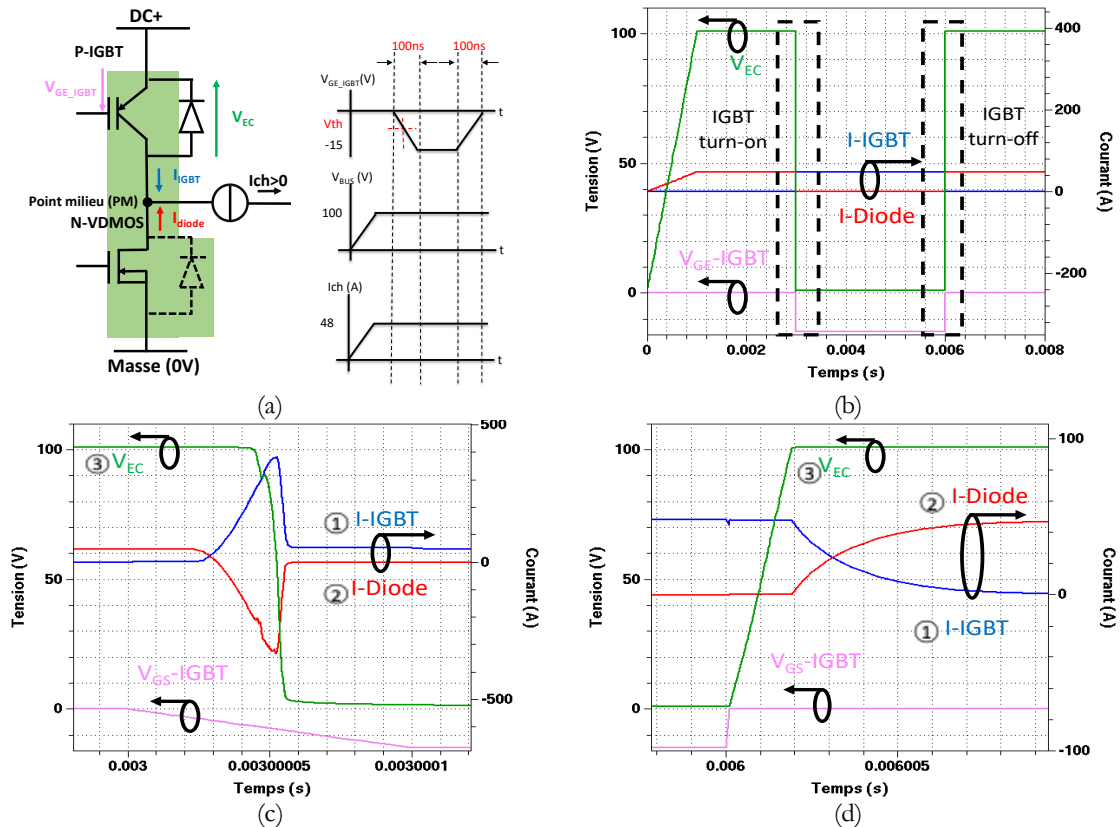 DC+
P-IGBT
V_GE_IGBT
V_EC
I_IGBT
Ich>0
Point milieu (PM)
N-VDMOS
I_diode
Masse (0V)
100ns 100ns
V_GE_IGBT(V)
t
Vth
-15
V_BUS (V)
100
t
Ich (A)
48
t
(a)
100
50
0
Tension (V)
400
200
0
-200
Courant (A)
V_EC
IGBT
turn-on
I-IGBT
IGBT
turn-off
I-Diode
V_GE-IGBT
0 0.002 0.004 0.006 0.008
Temps (s)
(b)
100
50
0
Tension (V)
500
0
-500
Courant (A)
③ V_EC
① I-IGBT
② I-Diode
V_GS-IGBT
0.003 0.00300005 0.0030001
Temps (s)
(c)
100
50
0
Tension (V)
100
0
-100
Courant (A)
③ V_EC
② I-Diode
① I-IGBT
V_GS-IGBT
0.006 0.006005
Temps (s)
(d)